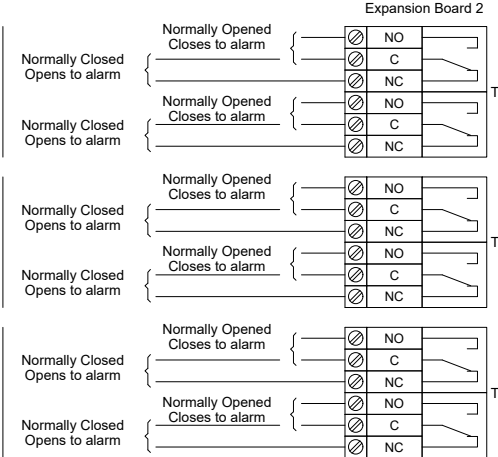 Expansion Board 2
Normally Opened
Closes to alarm
NO
Normally Closed
Opens to alarm
C
NC
T
Normally Opened
Closes to alarm
NO
Normally Closed
Opens to alarm
C
NC
Normally Opened
Closes to alarm
NO
Normally Closed
Opens to alarm
C
NC
T
Normally Opened
Closes to alarm
NO
Normally Closed
Opens to alarm
C
NC
Normally Opened
Closes to alarm
NO
Normally Closed
Opens to alarm
C
NC
T
Normally Opened
Closes to alarm
NO
Normally Closed
Opens to alarm
C
NC